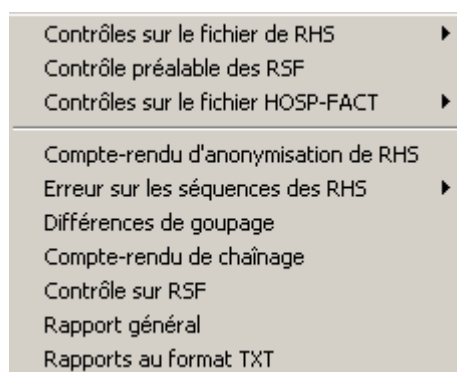 Contrôles sur le fichier de RHS
Contrôle préalable des RSF
Contrôles sur le fichier HOSP-FACT
Compte-rendu d'anonymisation de RHS
Erreur sur les séquences des RHS
Différences de goupage
Compte-rendu de chaînage
Contrôle sur RSF
Rapport général
Rapports au format TXT